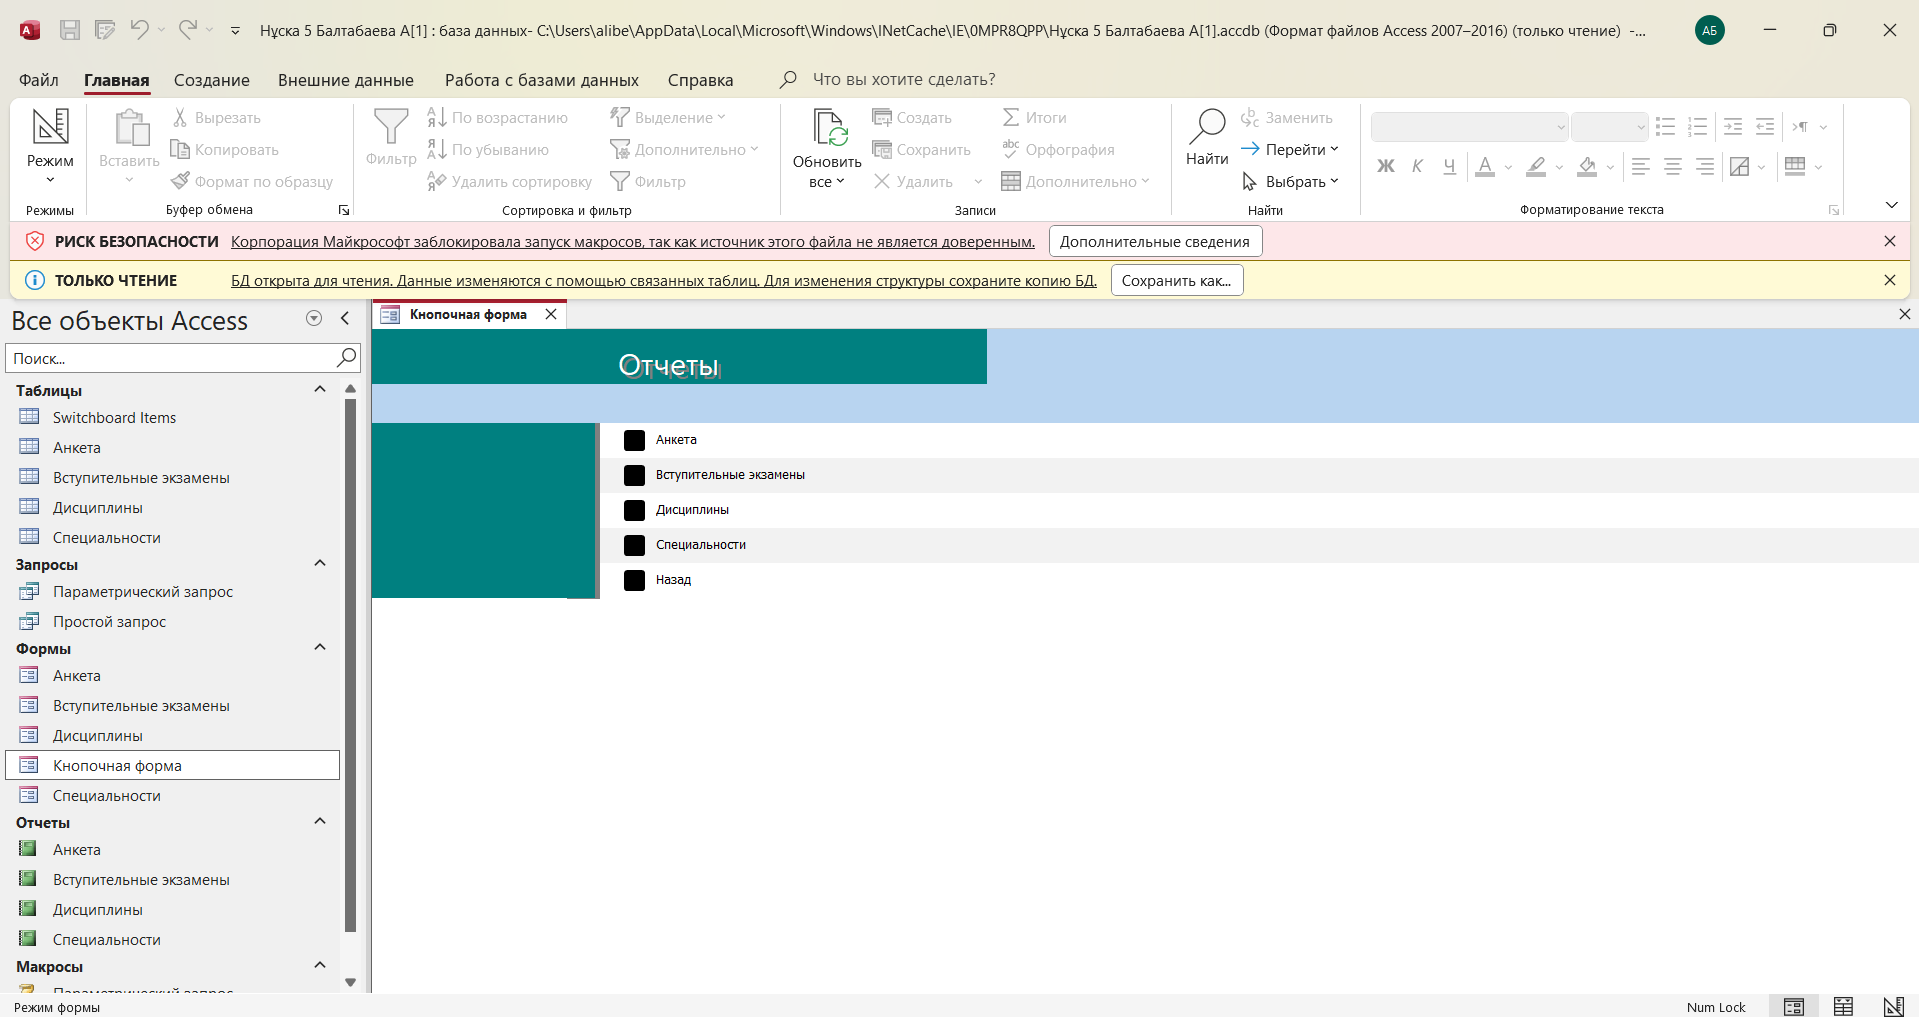 Нұска 5 Балтабаева А[1] : база данных- C:\Users\alibe\AppData\Local\Microsoft\Windows\INetCache\IE\0MPR8QPP\Нұска 5 Балтабаева А[1].accdb (Формат файлов Access 2007–2016) (только чтение) -...
АБ
Файл Главная Создание Внешние данные Работа с базами данных Справка Что вы хотите сделать?
Режим
Режимы
Вставить
Вырезать
Копировать
Формат по образцу
Буфер обмена
Фильтр
По возрастанию
По убыванию
Удалить сортировку
Выделение
Дополнительно
Фильтр
Сортировка и фильтр
Обновить
все
Создать
Сохранить
Удалить
Итоги
Орфография
Дополнительно
Записи
Найти
Заменить
Перейти
Выбрать
Найти
Ж К Ч А
Форматирование текста
РИСК БЕЗОПАСНОСТИ Корпорация Майкрософт заблокировала запуск макросов, так как источник этого файла не является доверенным. Дополнительные сведения
ТОЛЬКО ЧТЕНИЕ БД открыта для чтения. Данные изменяются с помощью связанных таблиц. Для изменения структуры сохраните копию БД. Сохранить как...
Все объекты Access
Поиск...
Таблицы
Switchboard Items
Анкета
Вступительные экзамены
Дисциплины
Специальности
Запросы
Параметрический запрос
Простой запрос
Формы
Анкета
Вступительные экзамены
Дисциплины
Кнопочная форма
Специальности
Отчеты
Анкета
Вступительные экзамены
Дисциплины
Специальности
Макросы
Параметрический запрос
Кнопочная форма
Отчеты
Анкета
Вступительные экзамены
Дисциплины
Специальности
Назад
Режим формы
Num Lock